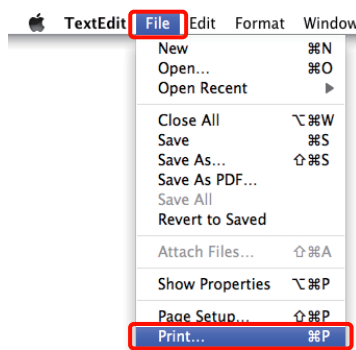 TextEdit File Edit Format Window
New ⌘N
Open... ⌘O
Open Recent ▶
Close All ⌥⌘W
Save ⌘S
Save As... ⇧⌘S
Save As PDF...
Save All
Revert to Saved
Attach Files... ⇧⌘A
Show Properties ⌥⌘P
Page Setup... ⇧⌘P
Print... ⌘P